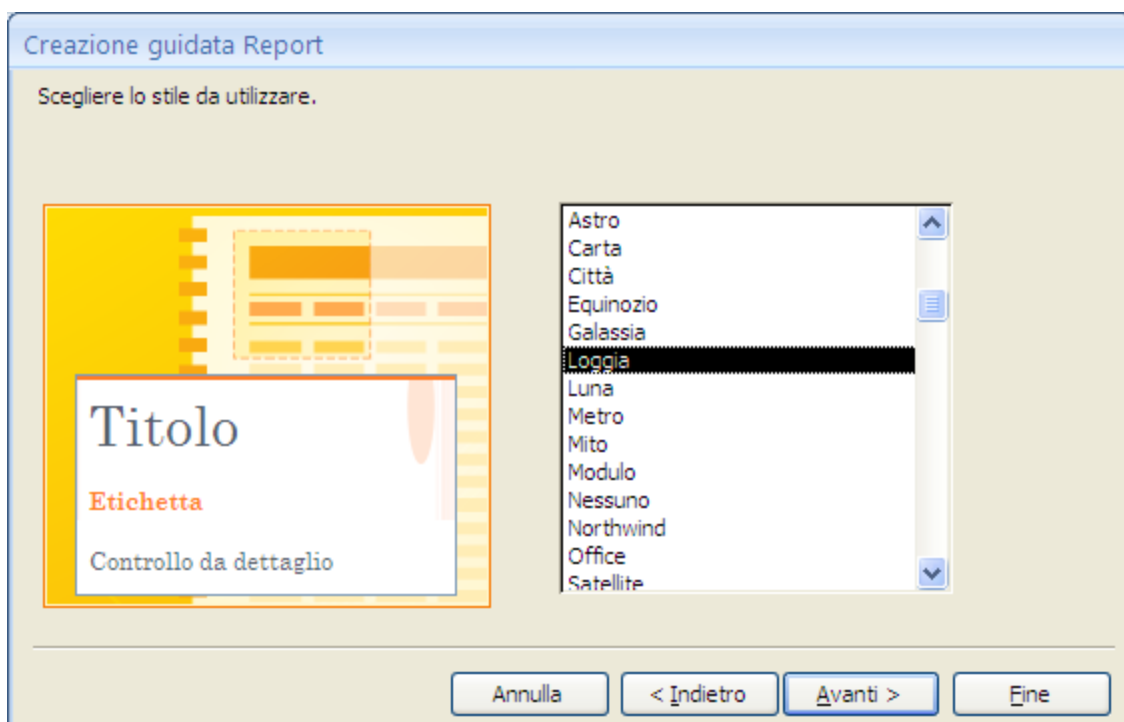 Creazione guidata Report
Scegliere lo stile da utilizzare.
Titolo
Etichetta
Controllo da dettaglio
Astro
Carta
Città
Equinozio
Galassia
Loggia
Luna
Metro
Mito
Modulo
Nessuno
Northwind
Office
Satellite
Annulla
< Indietro
Avanti >
Fine